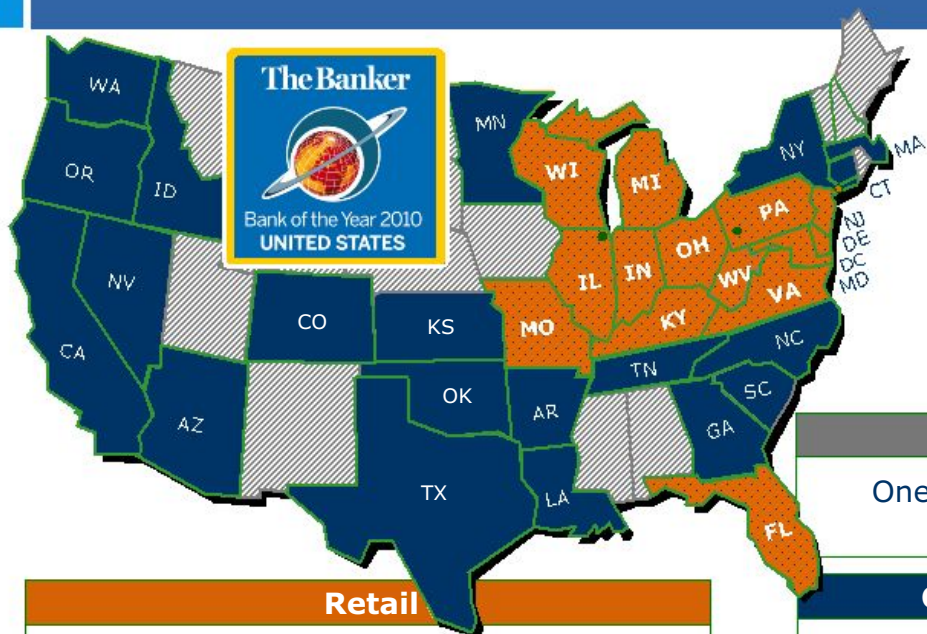 WA
OR
ID
NV
CA
AZ
The Banker
Bank of the Year 2010
UNITED STATES
CO
KS
OK
TX
MN
WI
MI
IL
IN
OH
PA
WV
VA
KY
MO
AR
LA
TN
NC
SC
GA
FL
NY
MA
CT
NJ
DE
DC
MD
One
Retail